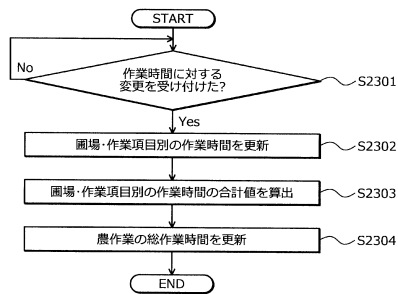 START
No
作業時間に対する
変更を受け付けた?
S2301
Yes
圃場･作業項目別の作業時間を更新
S2302
圃場･作業項目別の作業時間の合計値を算出
S2303
農作業の総作業時間を更新
S2304
END